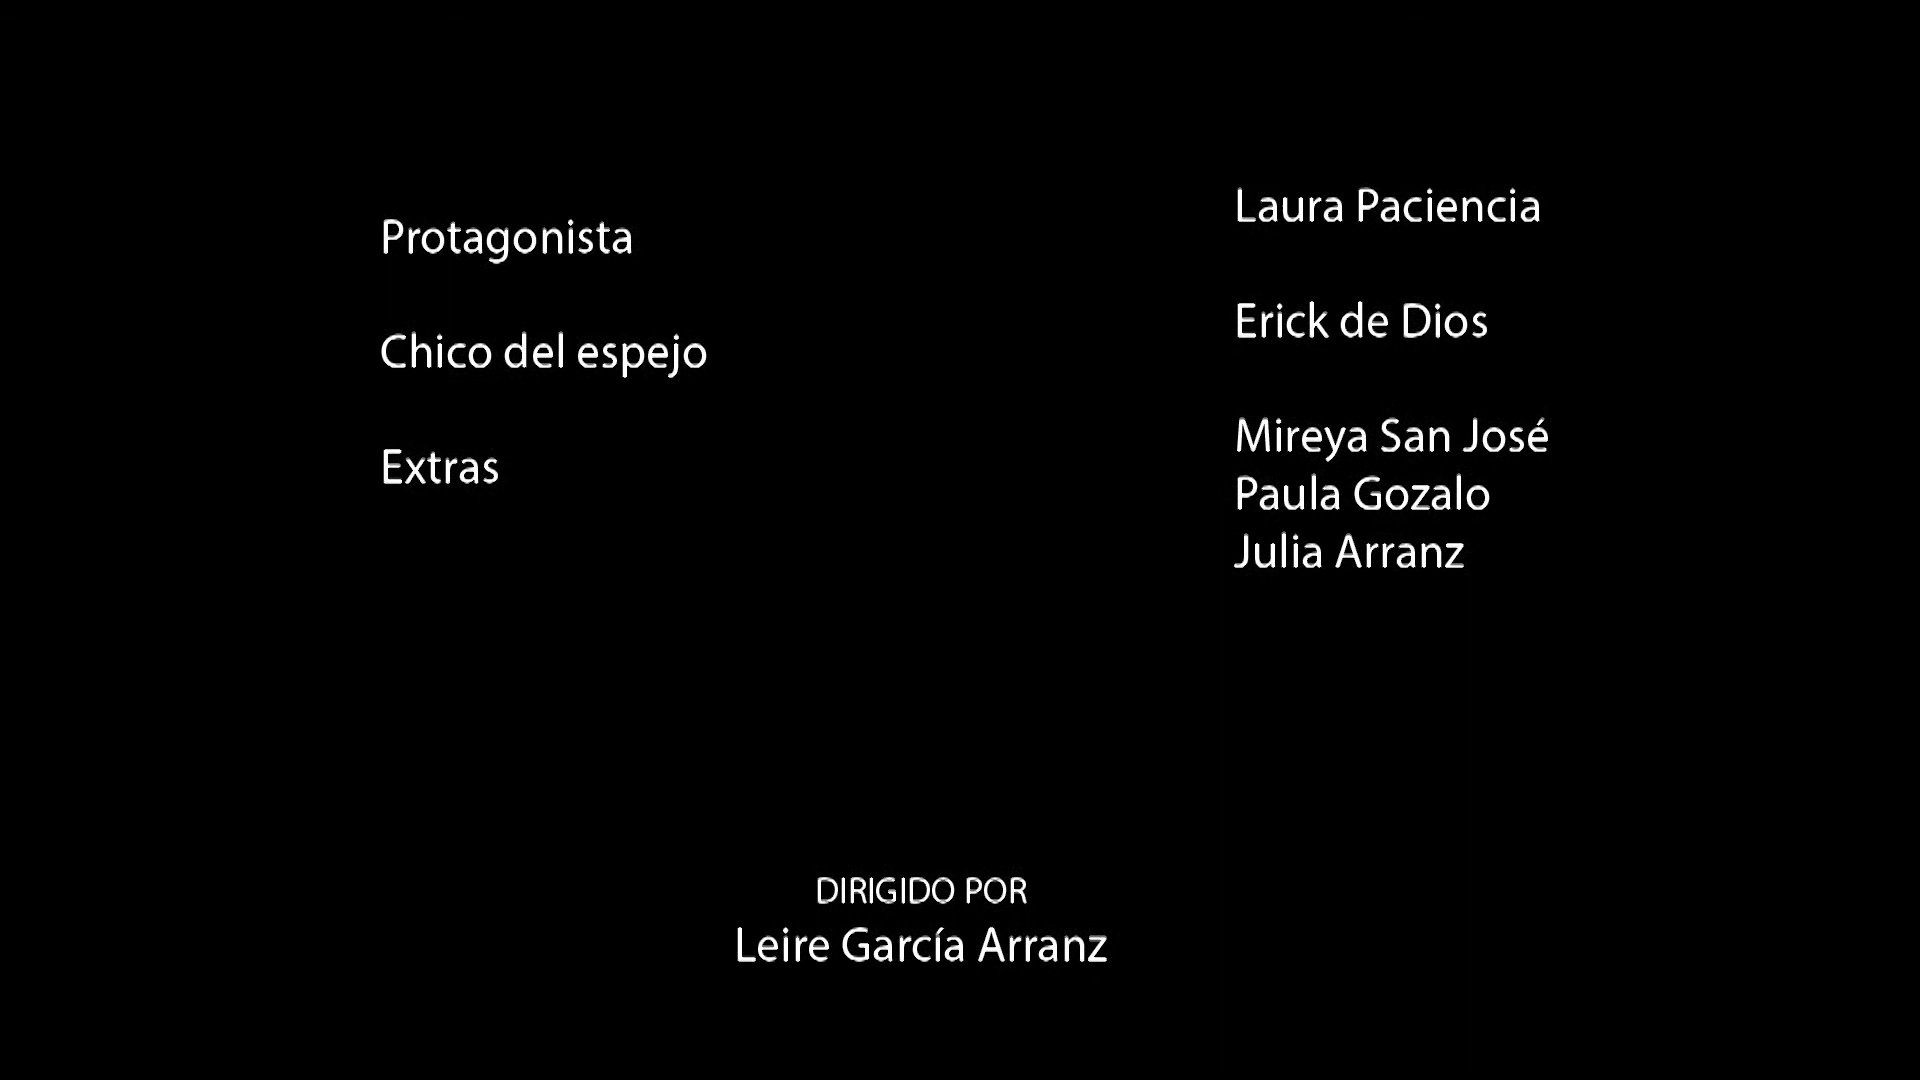 Protagonista
Laura Paciencia
Chico del espejo
Erick de Dios
Extras
Mireya San José
Paula Gozalo
Julia Arranz
DIRIGIDO POR
Leire García Arranz